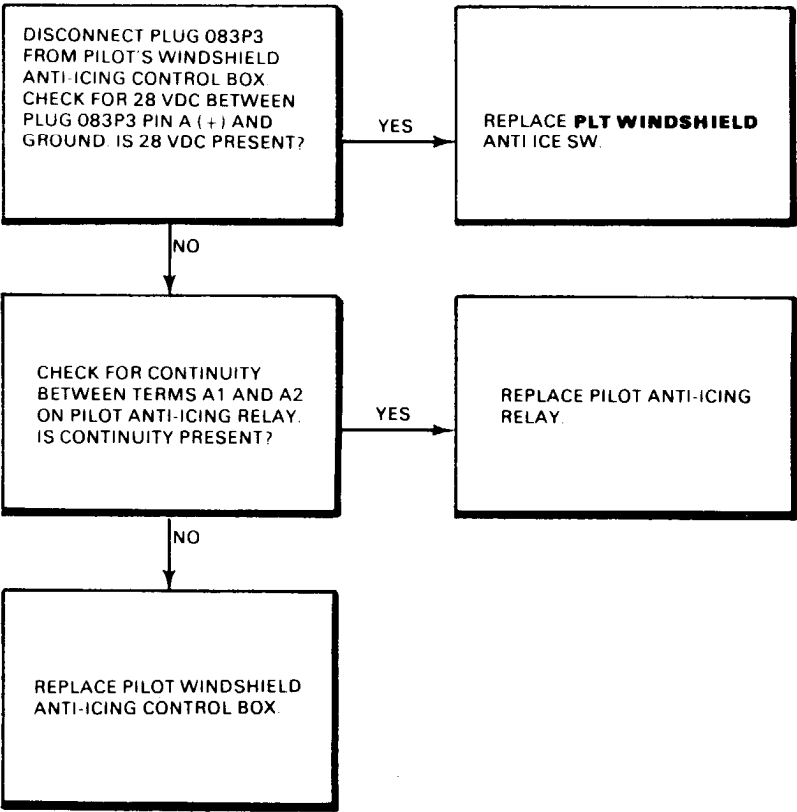 DISCONNECT PLUG 083P3
FROM PILOT'S WINDSHIELD
ANTI-ICING CONTROL BOX.
CHECK FOR 28 VDC BETWEEN
PLUG 083P3 PIN A (+) AND
GROUND. IS 28 VDC PRESENT?
YES
REPLACE PLT WINDSHIELD
ANTI ICE SW.
NO
CHECK FOR CONTINUITY
BETWEEN TERMS A1 AND A2
ON PILOT ANTI-ICING RELAY.
IS CONTINUITY PRESENT?
YES
REPLACE PILOT ANTI-ICING
RELAY.
NO
REPLACE PILOT WINDSHIELD
ANTI-ICING CONTROL BOX.